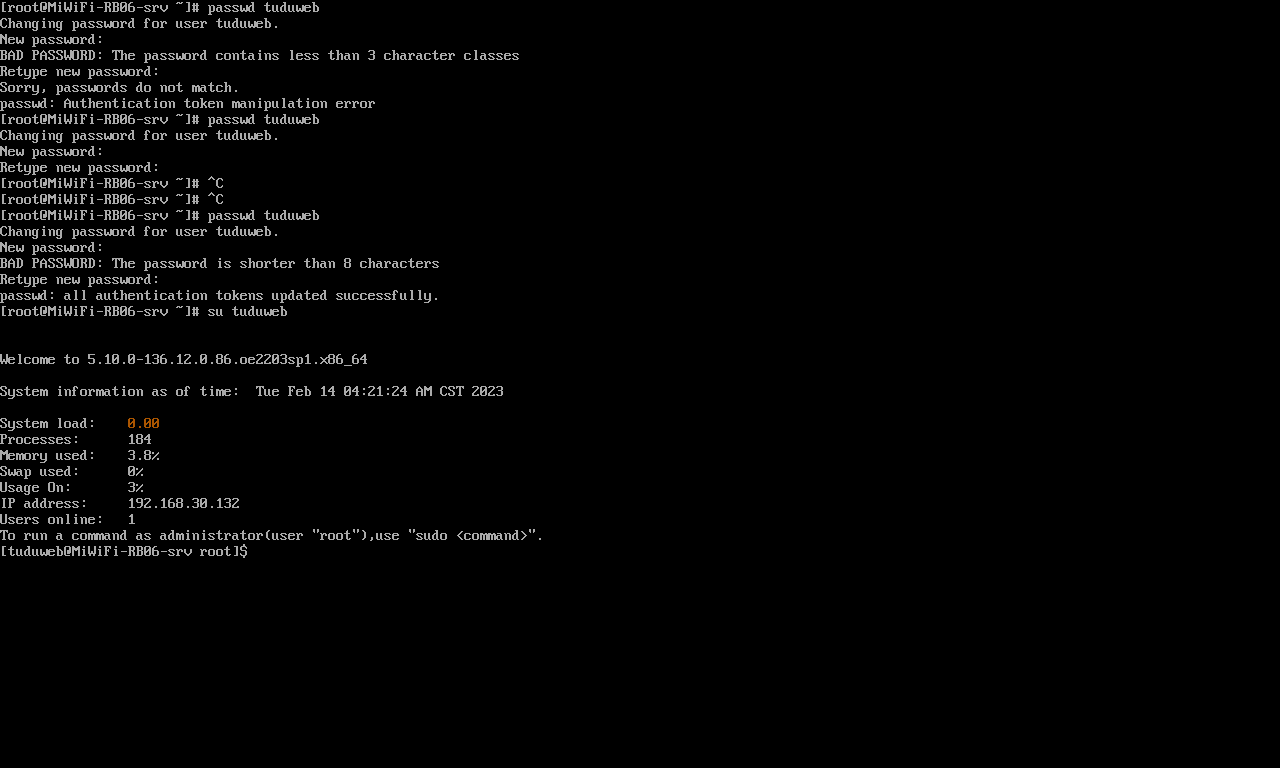 [root@MiWiFi-RB06-srv ~]# passwd tuduweb
Changing password for user tuduweb.
New password:
BAD PASSWORD: The password contains less than 3 character classes
Retype new password:
Sorry, passwords do not match.
passwd: Authentication token manipulation error
[root@MiWiFi-RB06-srv ~]# passwd tuduweb
Changing password for user tuduweb.
New password:
Retype new password:
[root@MiWiFi-RB06-srv ~]# ^C
[root@MiWiFi-RB06-srv ~]# ^C
[root@MiWiFi-RB06-srv ~]# passwd tuduweb
Changing password for user tuduweb.
New password:
BAD PASSWORD: The password is shorter than 8 characters
Retype new password:
passwd: all authentication tokens updated successfully.
[root@MiWiFi-RB06-srv ~]# su tuduweb
Welcome to 5.10.0-136.12.0.86.oe2203sp1.x86_64
System information as of time:  Tue Feb 14 04:21:24 AM CST 2023
System load:    0.00
Processes:      184
Memory used:    3.8%
Swap used:      0%
Usage On:       3%
IP address:     192.168.30.132
Users online:   1
To run a command as administrator(user "root"),use "sudo <command>".
[tuduweb@MiWiFi-RB06-srv root]$